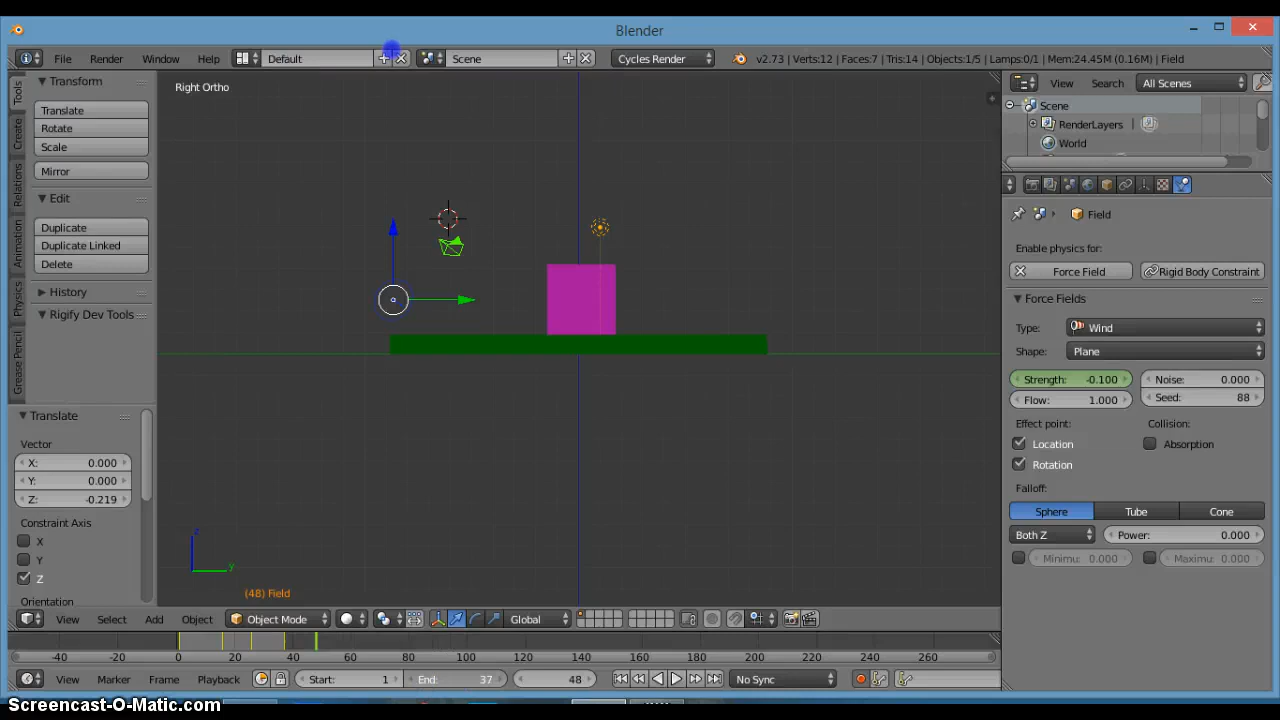 Blender
File Render Window Help Default Scene Cycles Render v2.73 | Verts:12 | Faces:7 | Tris:14 | Objects:1/5 | Lamps:0/1 | Mem:24.45M (0.16M) | Field
Tools
Create
Relations
Animation
Physics
Grease Pencil
Transform
Translate
Rotate
Scale
Mirror
Edit
Duplicate
Duplicate Linked
Delete
History
Rigify Dev Tools
Translate
Vector
X: 0.000
Y: 0.000
Z: -0.219
Constraint Axis
X
Y
Z
Orientation
Right Ortho
z
y
(48) Field
View Select Add Object Object Mode Global
-40 -20 0 20 40 60 80 100 120 140 160 180 200 220 240 260
View Marker Frame Playback Start: 1 End: 37 48 No Sync
View Search All Scenes
Scene
RenderLayers
World
Field
Enable physics for:
Force Field Rigid Body Constraint
Force Fields
Type: Wind
Shape: Plane
Strength: -0.100 Noise: 0.000
Flow: 1.000 Seed: 88
Effect point: Collision:
Location Absorption
Rotation
Falloff:
Sphere Tube Cone
Both Z Power: 0.000
Minimu: 0.000 Maximu: 0.000
Screencast-O-Matic.com